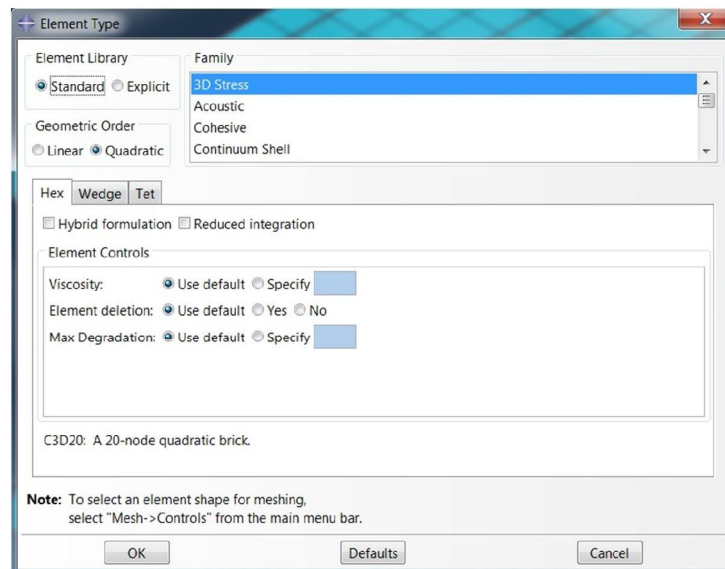 Element Type
X
Element Library
Family
Standard Explicit
3D Stress
Acoustic
Cohesive
Continuum Shell
Geometric Order
Linear Quadratic
Hex Wedge Tet
Hybrid formulation Reduced integration
Element Controls
Viscosity: Use default Specify
Element deletion: Use default Yes No
Max Degradation: Use default Specify
C3D20: A 20-node quadratic brick.
Note: To select an element shape for meshing,
select "Mesh->Controls" from the main menu bar.
OK Defaults Cancel